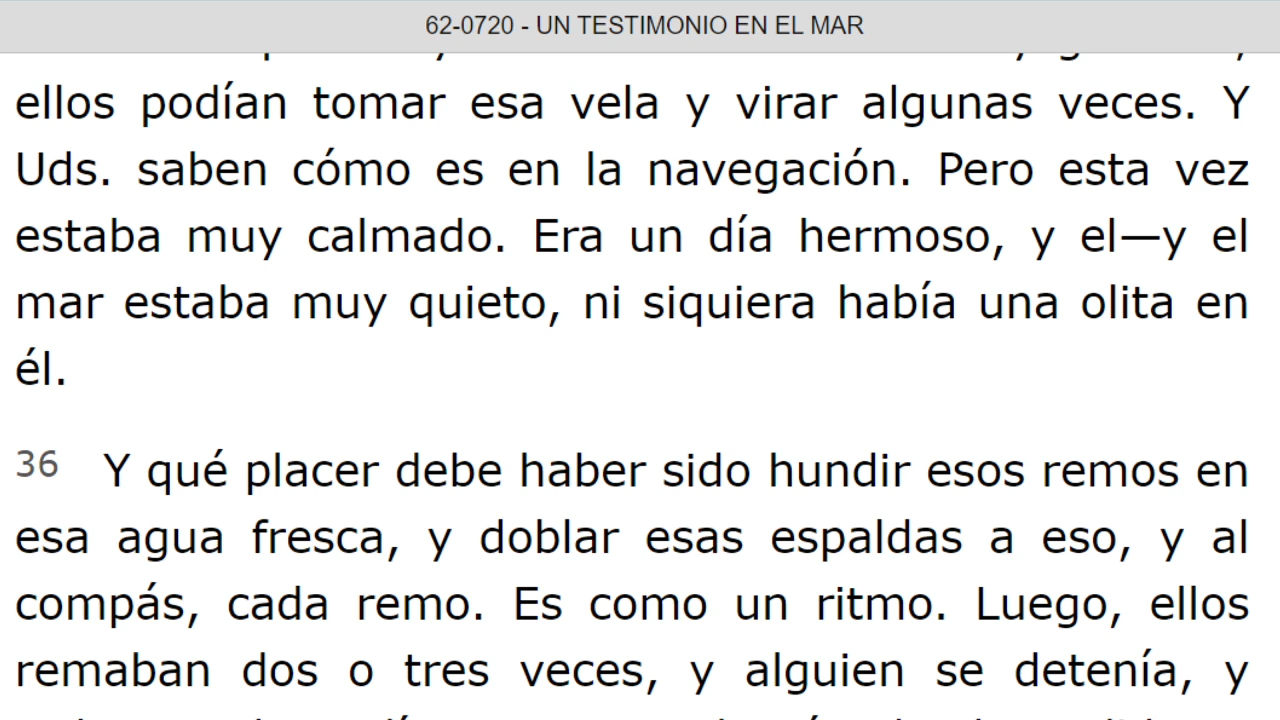 62-0720 - UN TESTIMONIO EN EL MAR
ellos podían tomar esa vela y virar algunas veces. Y
Uds. saben cómo es en la navegación. Pero esta vez
estaba muy calmado. Era un día hermoso, y el—y el
mar estaba muy quieto, ni siquiera había una olita en
él.
36 Y qué placer debe haber sido hundir esos remos en
esa agua fresca, y doblar esas espaldas a eso, y al
compás, cada remo. Es como un ritmo. Luego, ellos
remaban dos o tres veces, y alguien se detenía, y